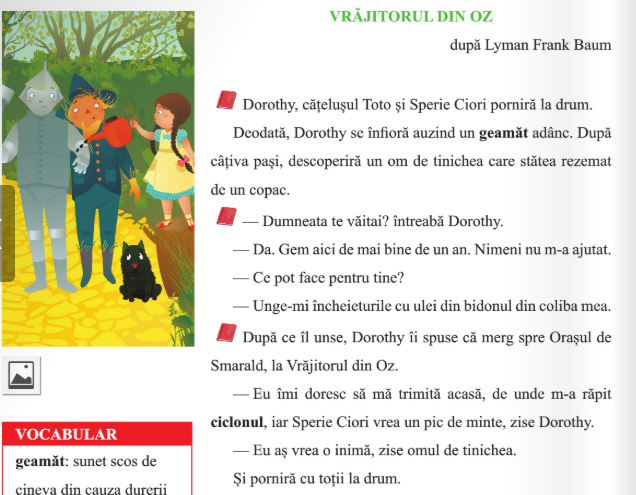 VRĂJITORUL DIN OZ
după Lyman Frank Baum
Dorothy, cățelușul Toto și Sperie Ciori porniră la drum.
Deodată, Dorothy se înfioră auzind un geamăt adânc. După
câțiva pași, descoperiră un om de tinichea care stătea rezemat
de un copac.
— Dumneata te văitai? întreabă Dorothy.
— Da. Gem aici de mai bine de un an. Nimeni nu m-a ajutat.
— Ce pot face pentru tine?
— Unge-mi încheieturile cu ulei din bidonul din coliba mea.
După ce îl unse, Dorothy îi spuse că merg spre Orașul de
Smarald, la Vrăjitorul din Oz.
— Eu îmi doresc să mă trimită acasă, de unde m-a răpit
ciclonul, iar Sperie Ciori vrea un pic de minte, zise Dorothy.
— Eu aș vrea o inimă, zise omul de tinichea.
Și porniră cu toții la drum.
VOCABULAR
geamăt: sunet scos de
cineva din cauza durerii